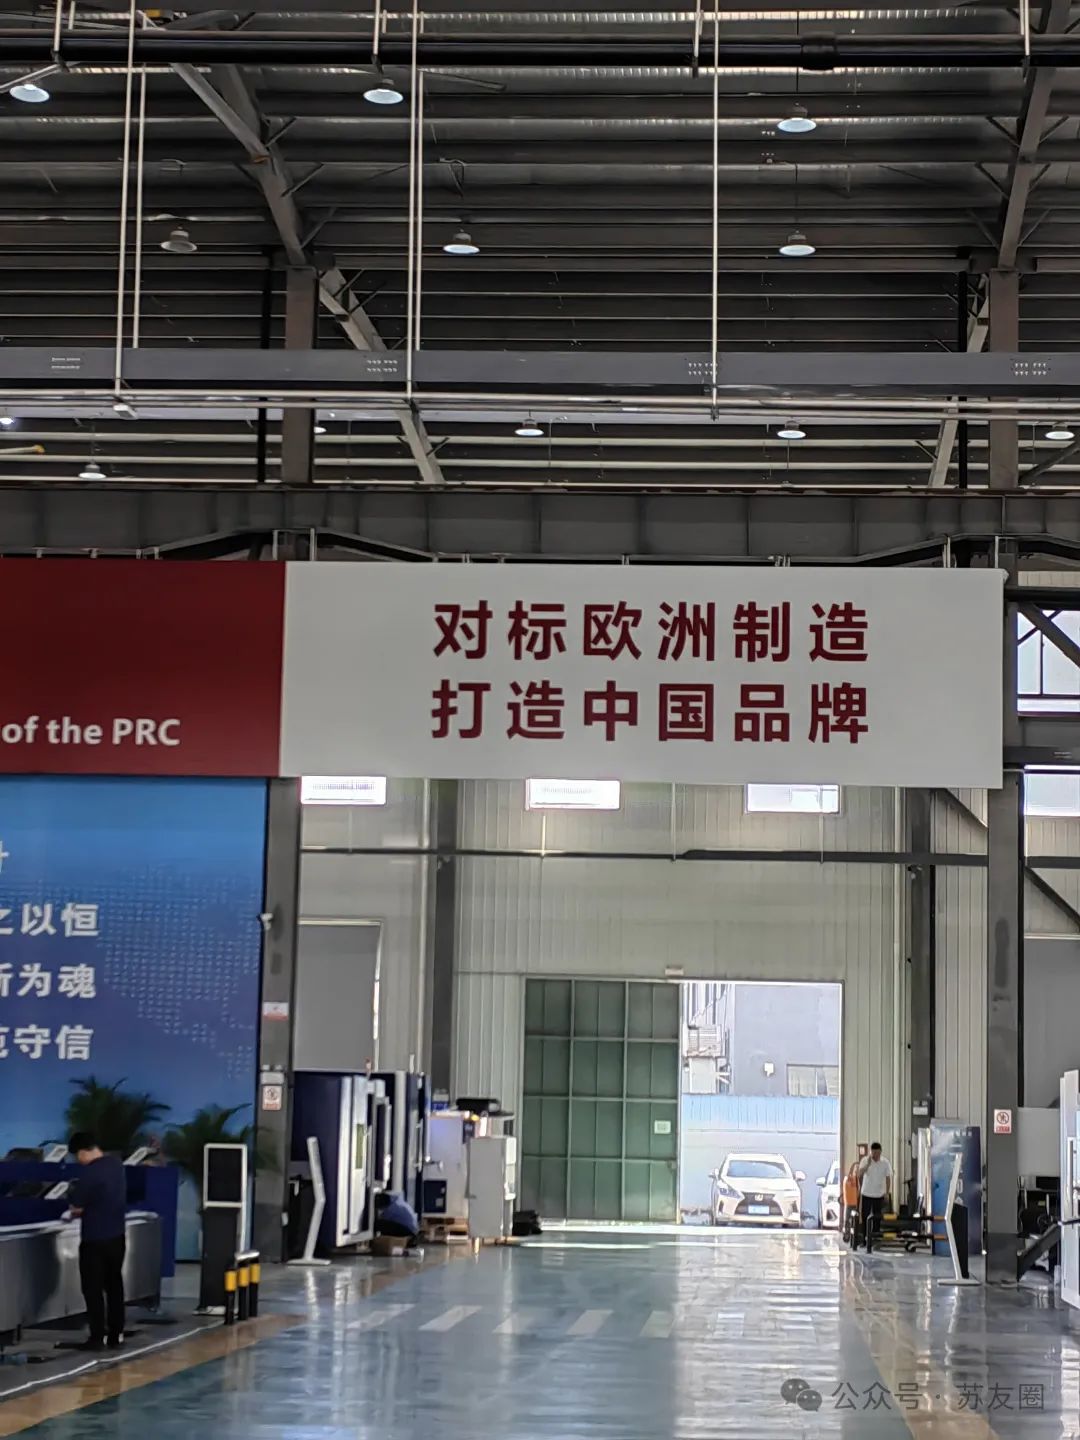 对标欧洲制造
打造中国品牌
of the PRC
之以恒
新为魂
范守信
公众号·苏友圈